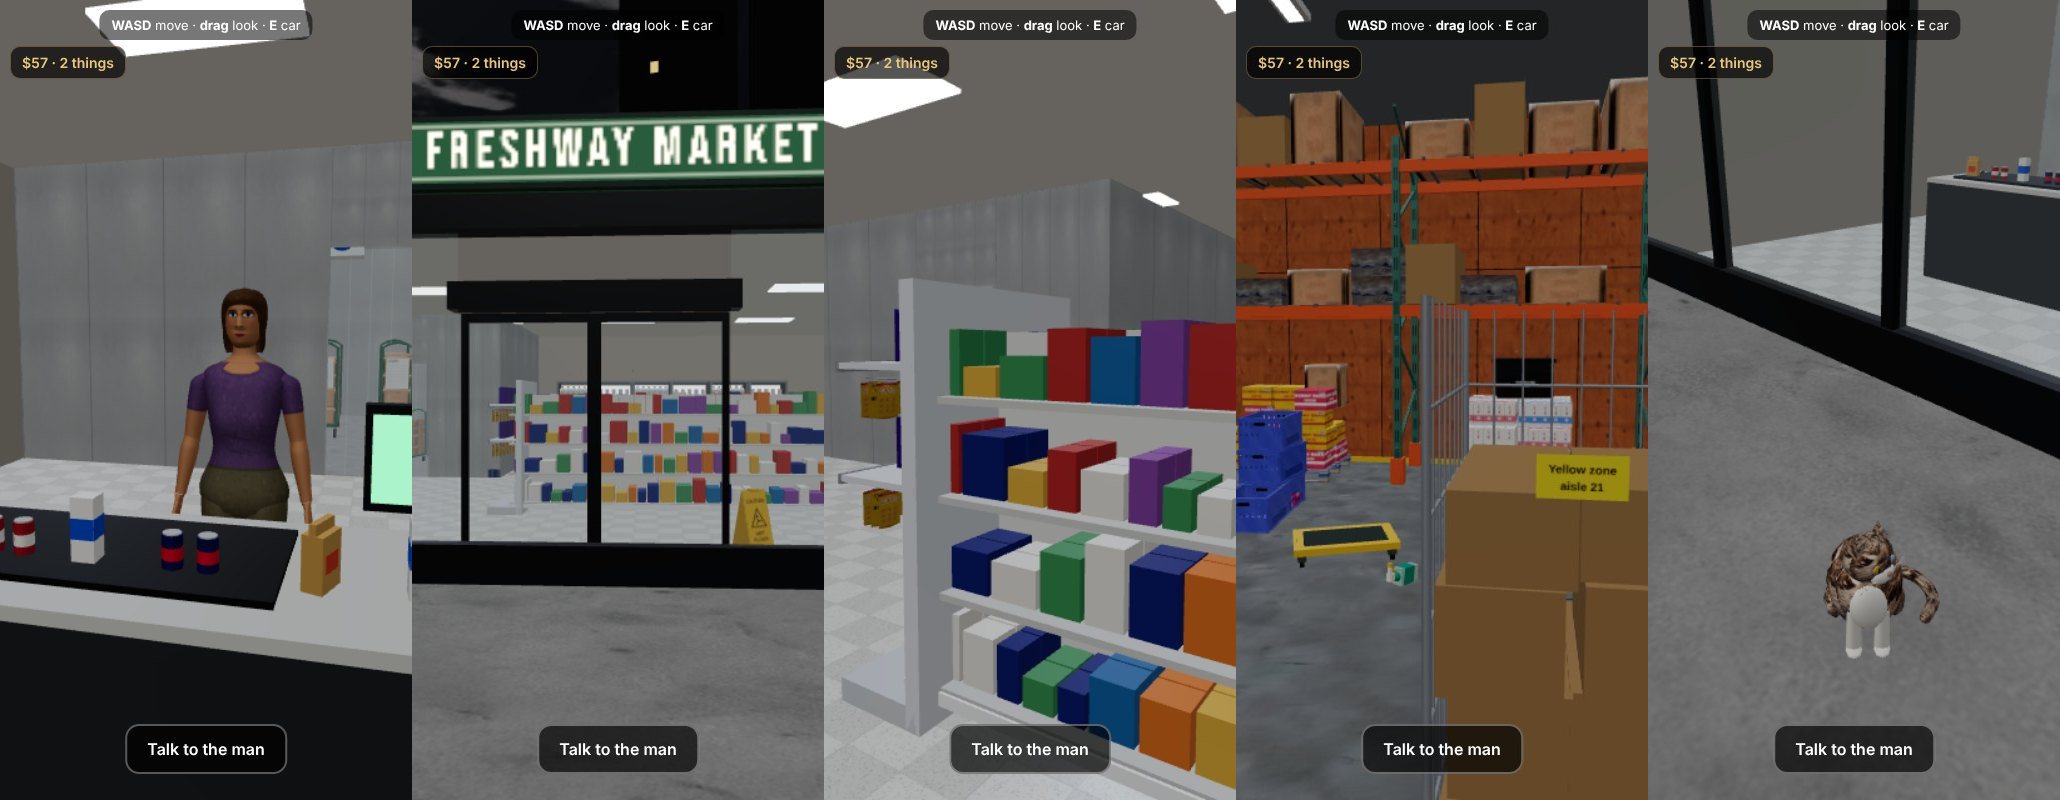 WASD move · drag look · E car
$57 · 2 things
Talk to the man
WASD move · drag look · E car
$57 · 2 things
FRESHWAY MARKET
CAUTION
Talk to the man
WASD move · drag look · E car
$57 · 2 things
Talk to the man
WASD move · drag look · E car
$57 · 2 things
Yellow zone
aisle 21
Talk to the man
WASD move · drag look · E car
$57 · 2 things
Talk to the man